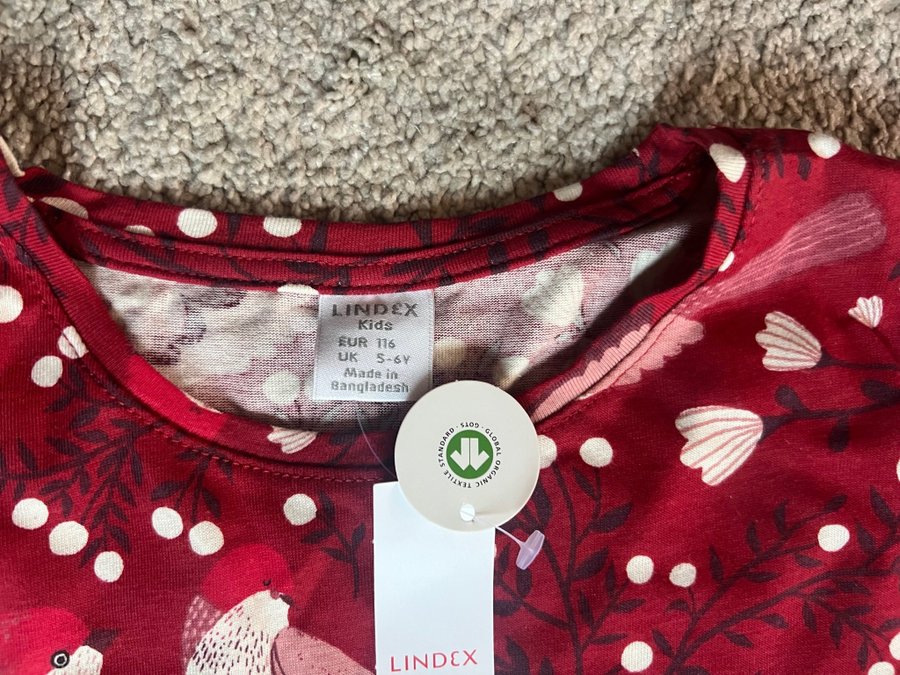 LINDEX
Kids
EUR 116
UK 5-6Y
Made in
Bangladesh
GLOBAL ORGANIC TEXTILE STANDARD · GOTS ·
LINDEX